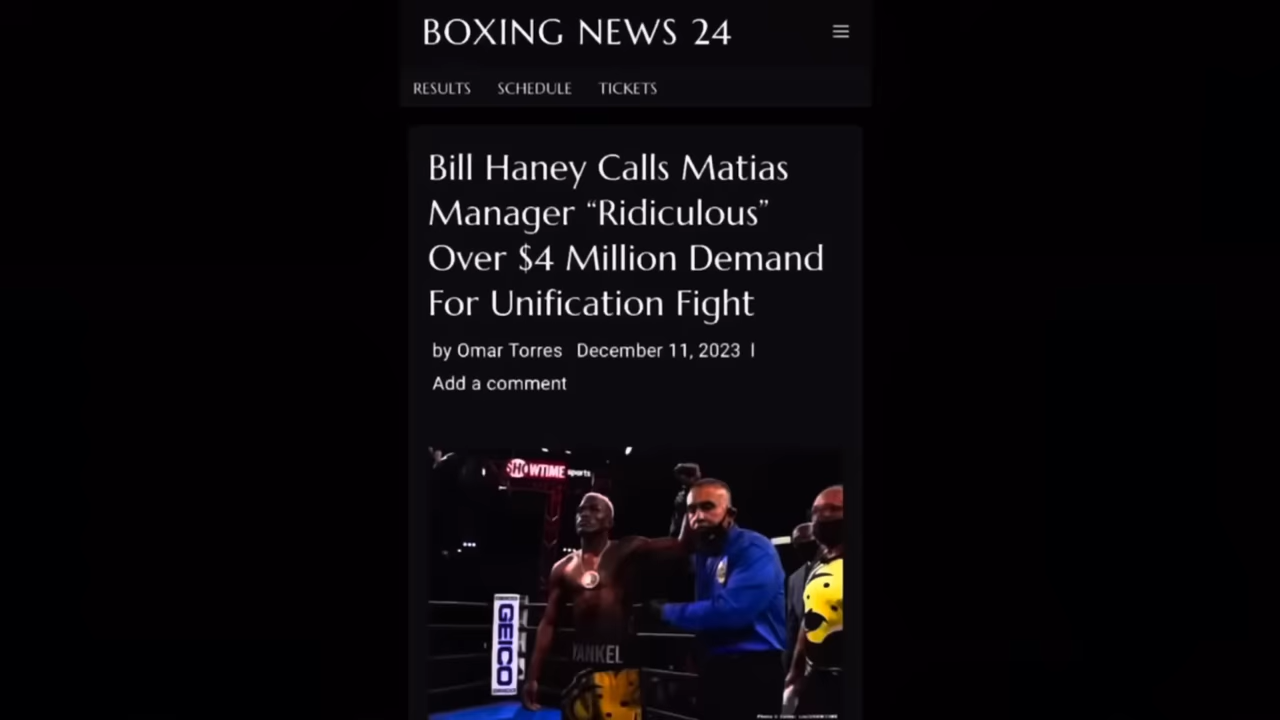 BOXING NEWS 24
RESULTS SCHEDULE TICKETS
Bill Haney Calls Matias
Manager “Ridiculous”
Over $4 Million Demand
For Unification Fight
by Omar Torres December 11, 2023 |
Add a comment
SHOWTIME sports
GEICO
YANKEL